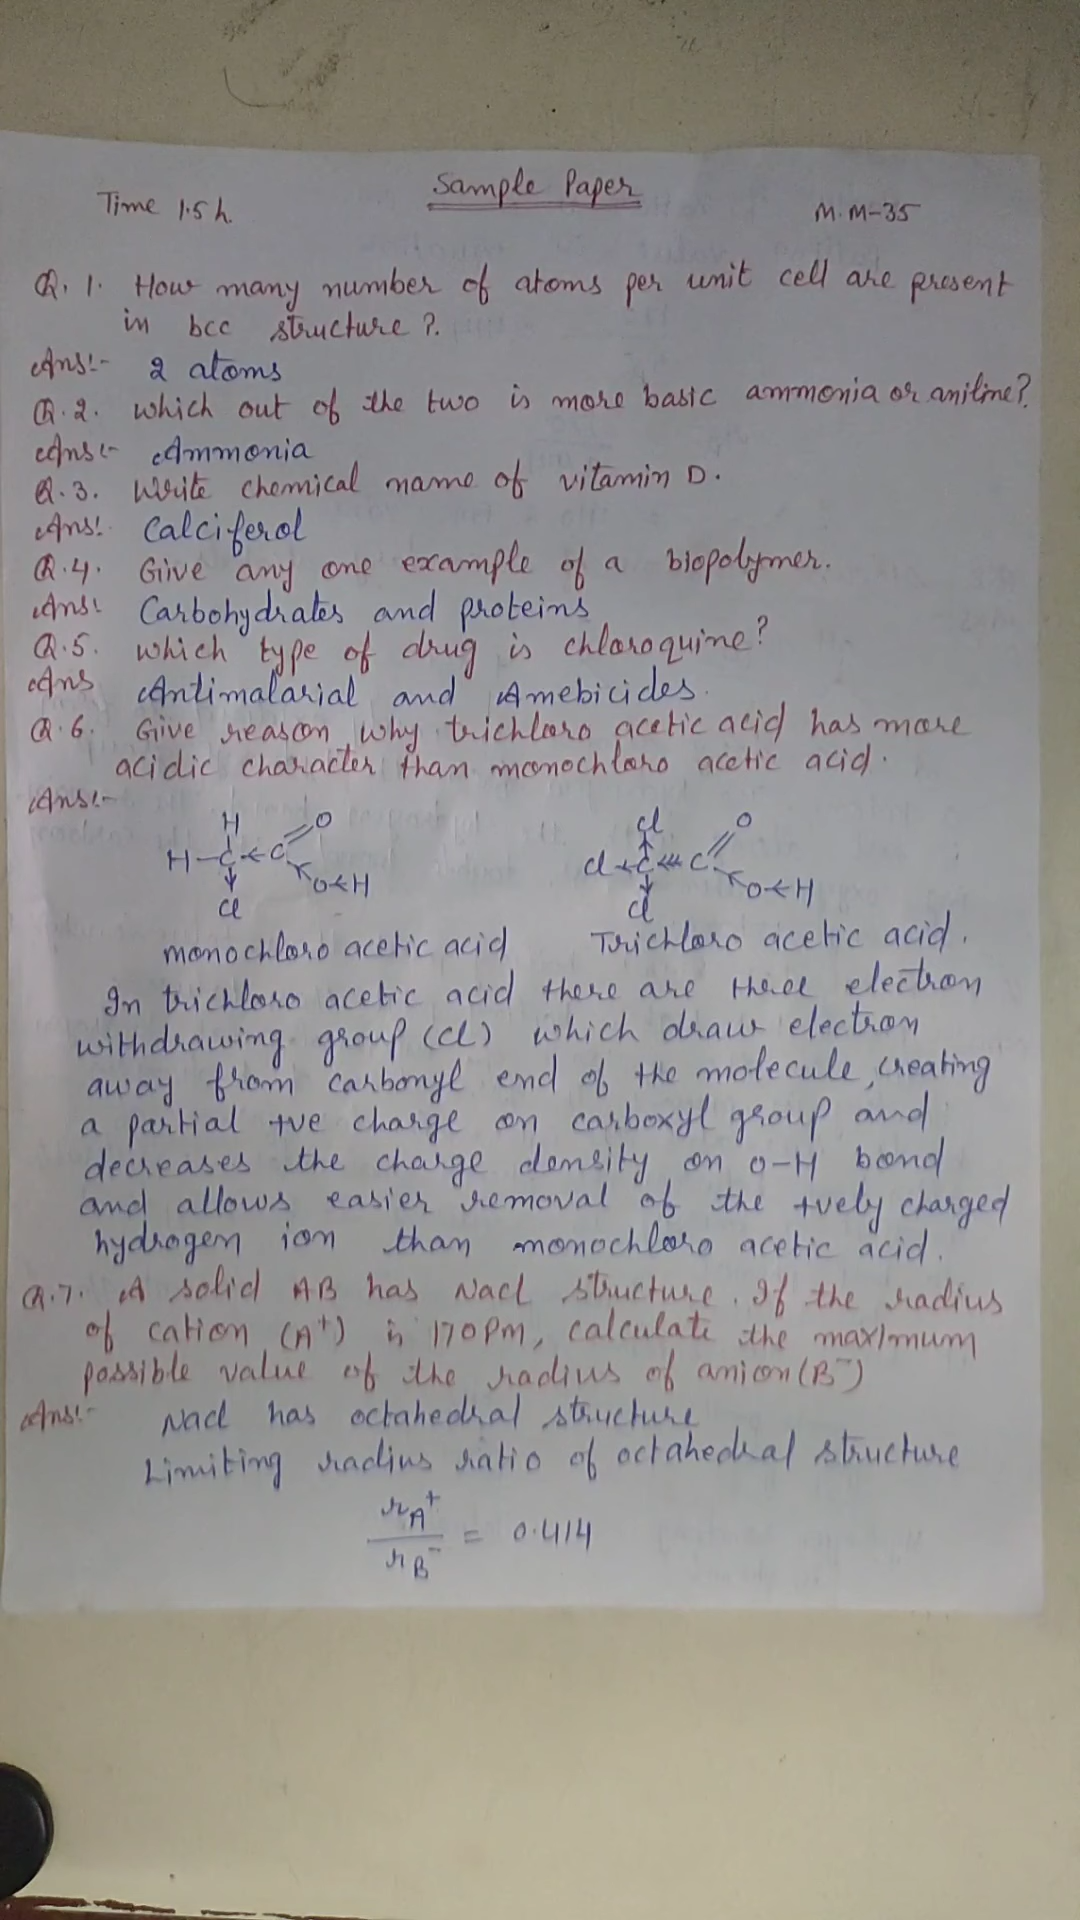 Sample Paper
Time 1.5 h.
M.M-35
Q. 1. How many number of atoms per unit cell are present
in bcc structure?.
Ans:- 2 atoms
Q.2. which out of the two is more basic ammonia or aniline?
Ans:- Ammonia
Q.3. Write chemical name of vitamin D.
Ans:. Calciferol
Q.4. Give any one example of a biopolymer.
Ans: Carbohydrates and proteins
Q.5. which type of drug is chloroquine?
Ans Antimalarial and Amebicides.
Q.6. Give reason why trichloro acetic acid has more
acidic character than monochloro acetic acid.
Ans:-
H
O
H-C←C
O←H
Cl
Cl
O
Cl←C←C
O←H
Cl
monochloro acetic acid
Trichloro acetic acid.
In trichloro acetic acid there are three electron
withdrawing group (Cl) which draw electron
away from carbonyl end of the molecule, creating
a partial +ve charge on carboxyl group and
decreases the charge density on O-H bond
and allows easier removal of the +vely charged
hydrogen ion than monochloro acetic acid.
Q.7. A solid AB has Nacl structure. If the radius
of cation (A⁺) is 170 PM, calculate the maximum
possible value of the radius of anion (B⁻)
Ans:- Nacl has octahedral structure
Limiting radius ratio of octahedral structure
rA⁺/rB⁻ = 0.414